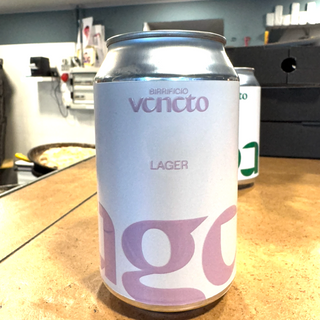 BIRRIFICIO
veneto
LAGER
ago